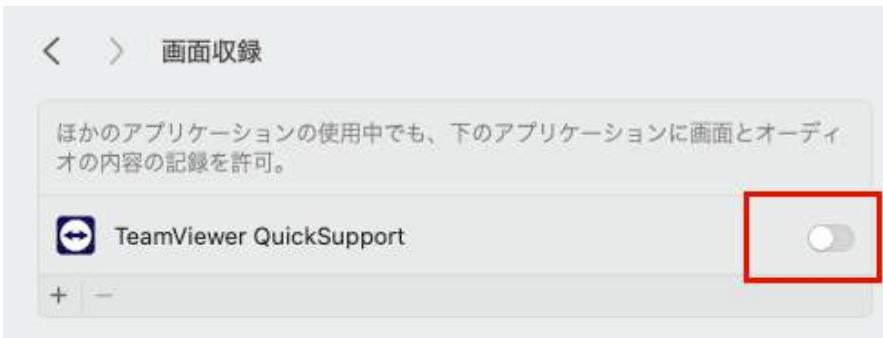 画面収録
ほかのアプリケーションの使用中でも、下のアプリケーションに画面とオーディ
オの内容の記録を許可。
TeamViewer QuickSupport